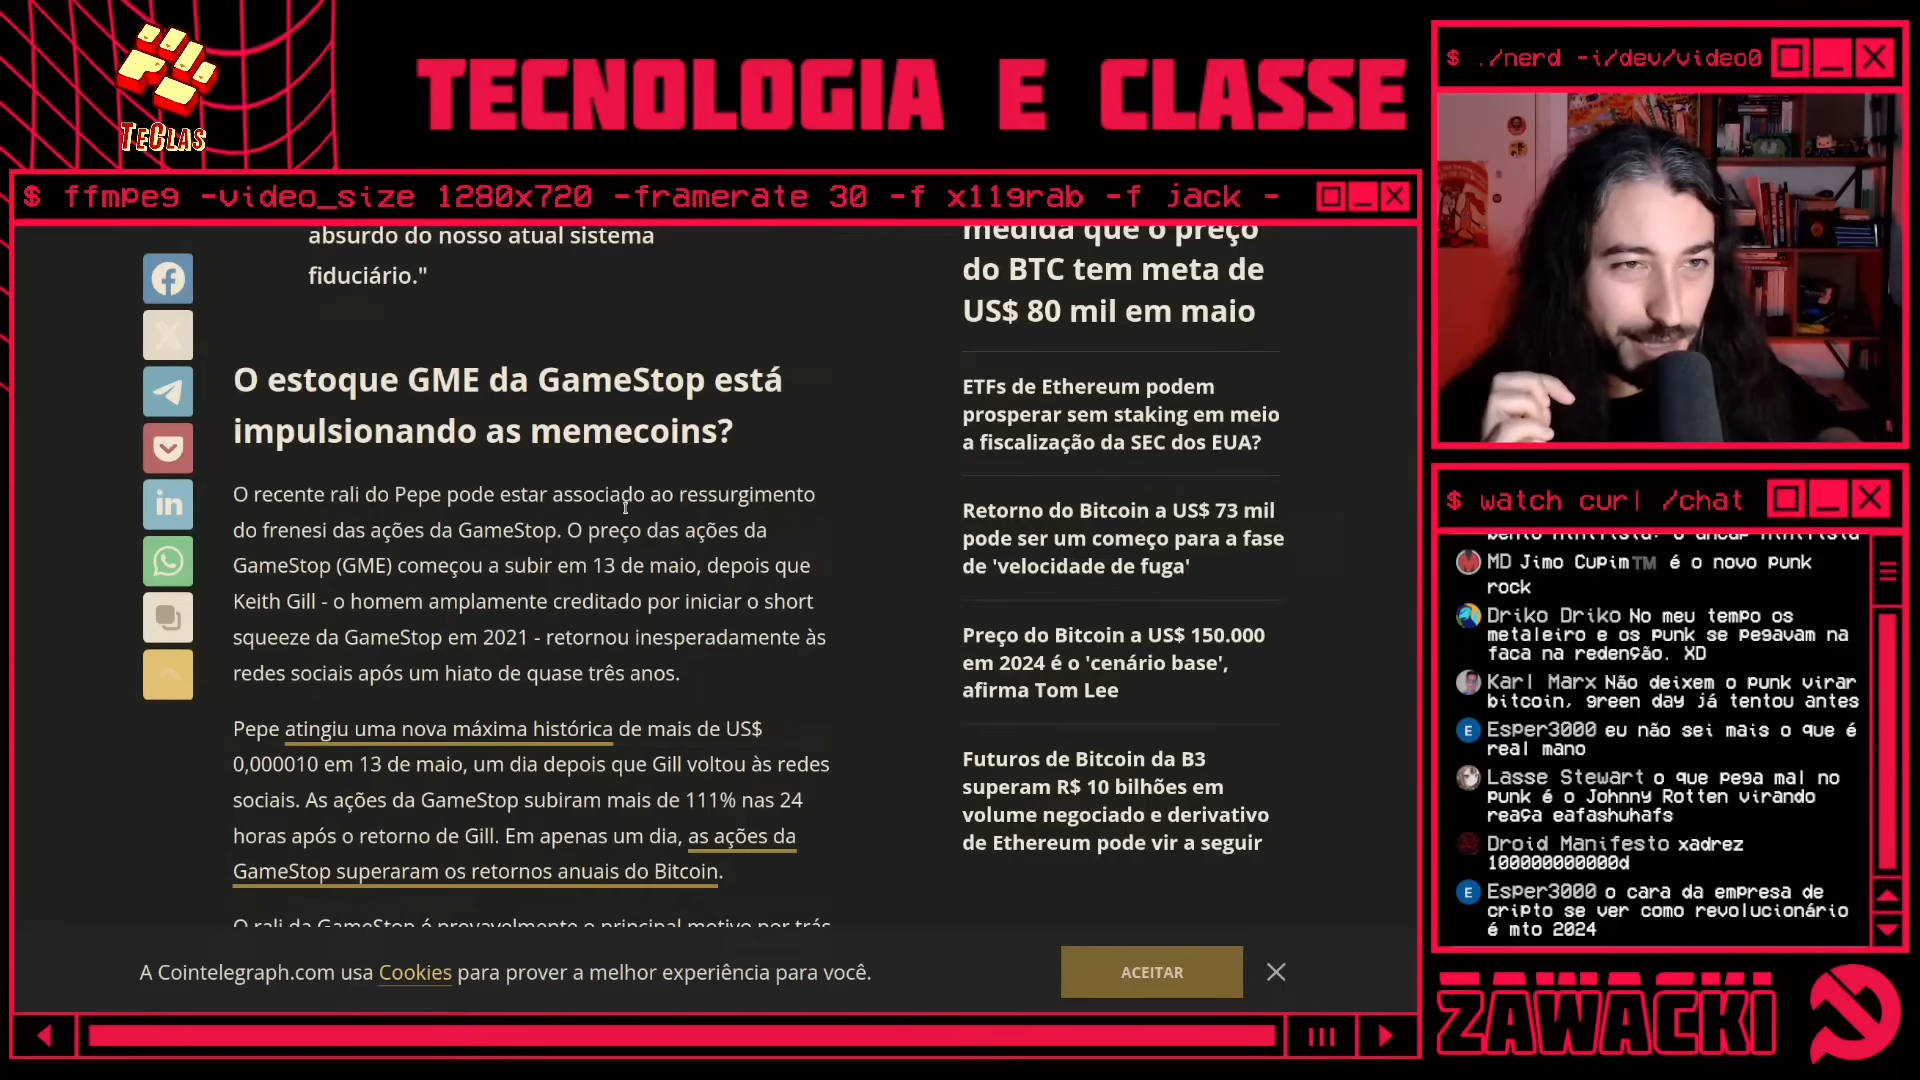 TECLAS
TECNOLOGIA E CLASSE
$ ffmpeg -video_size 1280x720 -framerate 30 -f x11grab -f jack -
absurdo do nosso atual sistema
fiduciário."
O estoque GME da GameStop está
impulsionando as memecoins?
O recente rali do Pepe pode estar associado ao ressurgimento
do frenesi das ações da GameStop. O preço das ações da
GameStop (GME) começou a subir em 13 de maio, depois que
Keith Gill - o homem amplamente creditado por iniciar o short
squeeze da GameStop em 2021 - retornou inesperadamente às
redes sociais após um hiato de quase três anos.
Pepe atingiu uma nova máxima histórica de mais de US$
0,000010 em 13 de maio, um dia depois que Gill voltou às redes
sociais. As ações da GameStop subiram mais de 111% nas 24
horas após o retorno de Gill. Em apenas um dia, as ações da
GameStop superaram os retornos anuais do Bitcoin.
O rali da GameStop é provavelmente o principal motivo por trás
medida que o preço
do BTC tem meta de
US$ 80 mil em maio
ETFs de Ethereum podem
prosperar sem staking em meio
a fiscalização da SEC dos EUA?
Retorno do Bitcoin a US$ 73 mil
pode ser um começo para a fase
de 'velocidade de fuga'
Preço do Bitcoin a US$ 150.000
em 2024 é o 'cenário base',
afirma Tom Lee
Futuros de Bitcoin da B3
superam R$ 10 bilhões em
volume negociado e derivativo
de Ethereum pode vir a seguir
A Cointelegraph.com usa Cookies para prover a melhor experiência para você.
ACEITAR
$ ./nerd -i/dev/video0
$ watch curl /chat
MD Jimo Cupim™ é o novo punk
rock
Driko Driko No meu tempo os
metaleiro e os punk se pegavam na
faca na redenção. XD
Karl Marx Não deixem o punk virar
bitcoin, green day já tentou antes
E Esper3000 eu não sei mais o que é
real mano
Lasse Stewart o que pega mal no
punk é o Johnny Rotten virando
reaça eafashuhafs
Droid Manifesto xadrez
1000000000000d
E Esper3000 o cara da empresa de
cripto se ver como revolucionário
é mto 2024
ZAWACKI